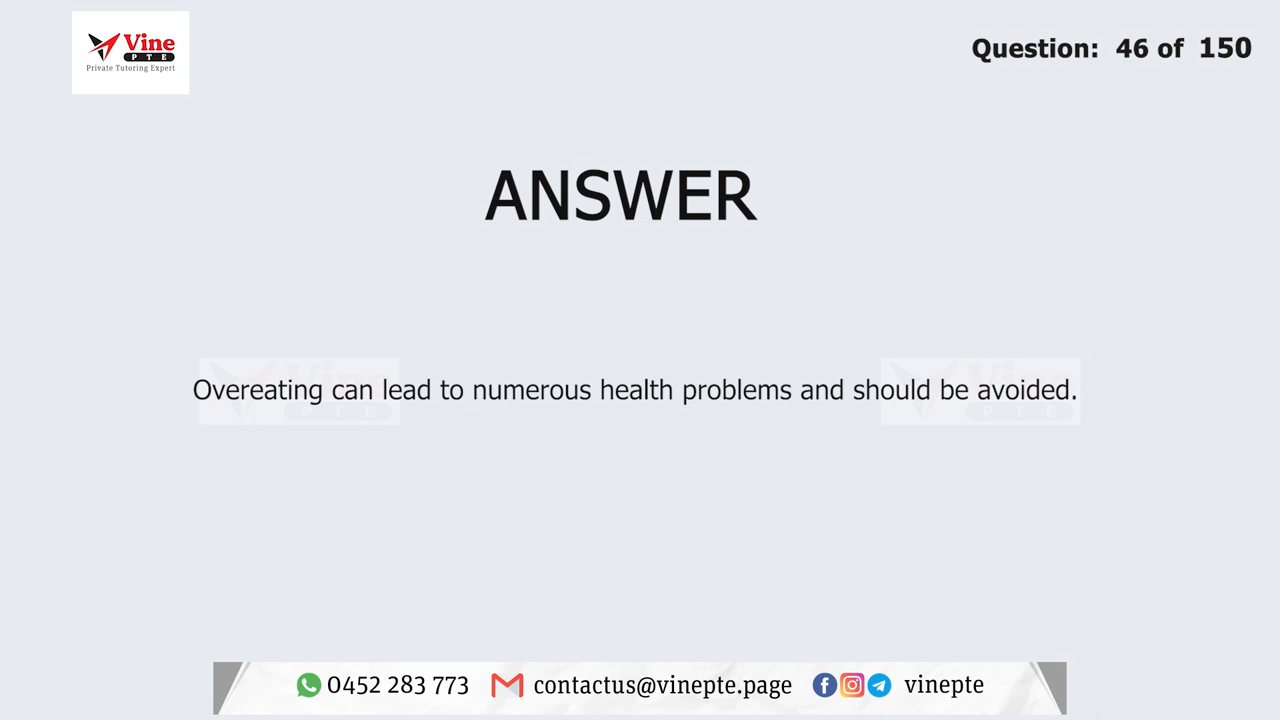 Vine
PTE
Private Tutoring Expert
Question: 46 of 150
ANSWER
Overeating can lead to numerous health problems and should be avoided.
0452 283 773 contactus@vinepte.page vinepte